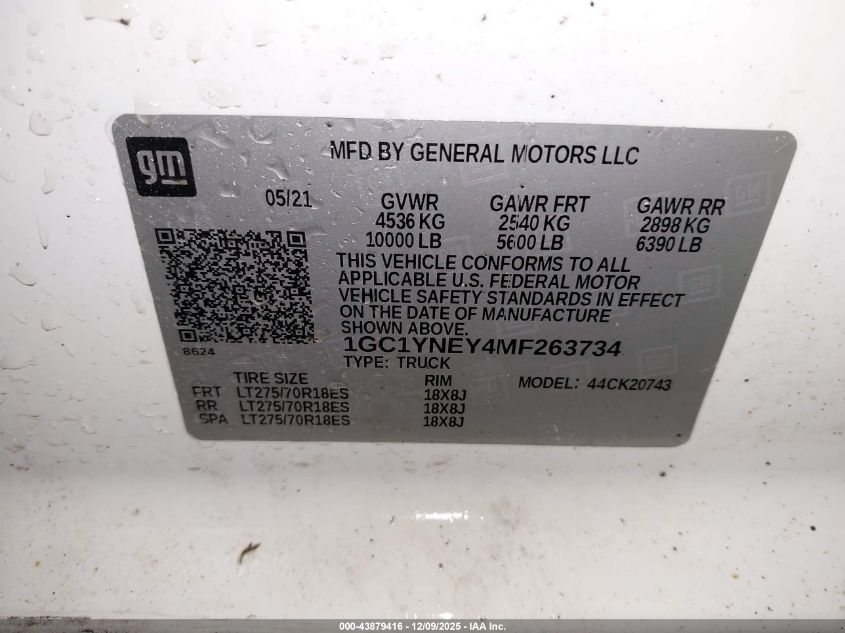 gm
MFD BY GENERAL MOTORS LLC
05/21
GVWR GAWR FRT GAWR RR
4536 KG 2540 KG 2898 KG
10000 LB 5600 LB 6390 LB
THIS VEHICLE CONFORMS TO ALL
APPLICABLE U.S. FEDERAL MOTOR
VEHICLE SAFETY STANDARDS IN EFFECT
ON THE DATE OF MANUFACTURE
SHOWN ABOVE.
8624
1GC1YNEY4MF263734
TYPE: TRUCK
TIRE SIZE RIM MODEL: 44CK20743
FRT LT275/70R18ES 18X8J
RR LT275/70R18ES 18X8J
SPA LT275/70R18ES 18X8J
000-43879416 - 12/09/2025 - IAA Inc.